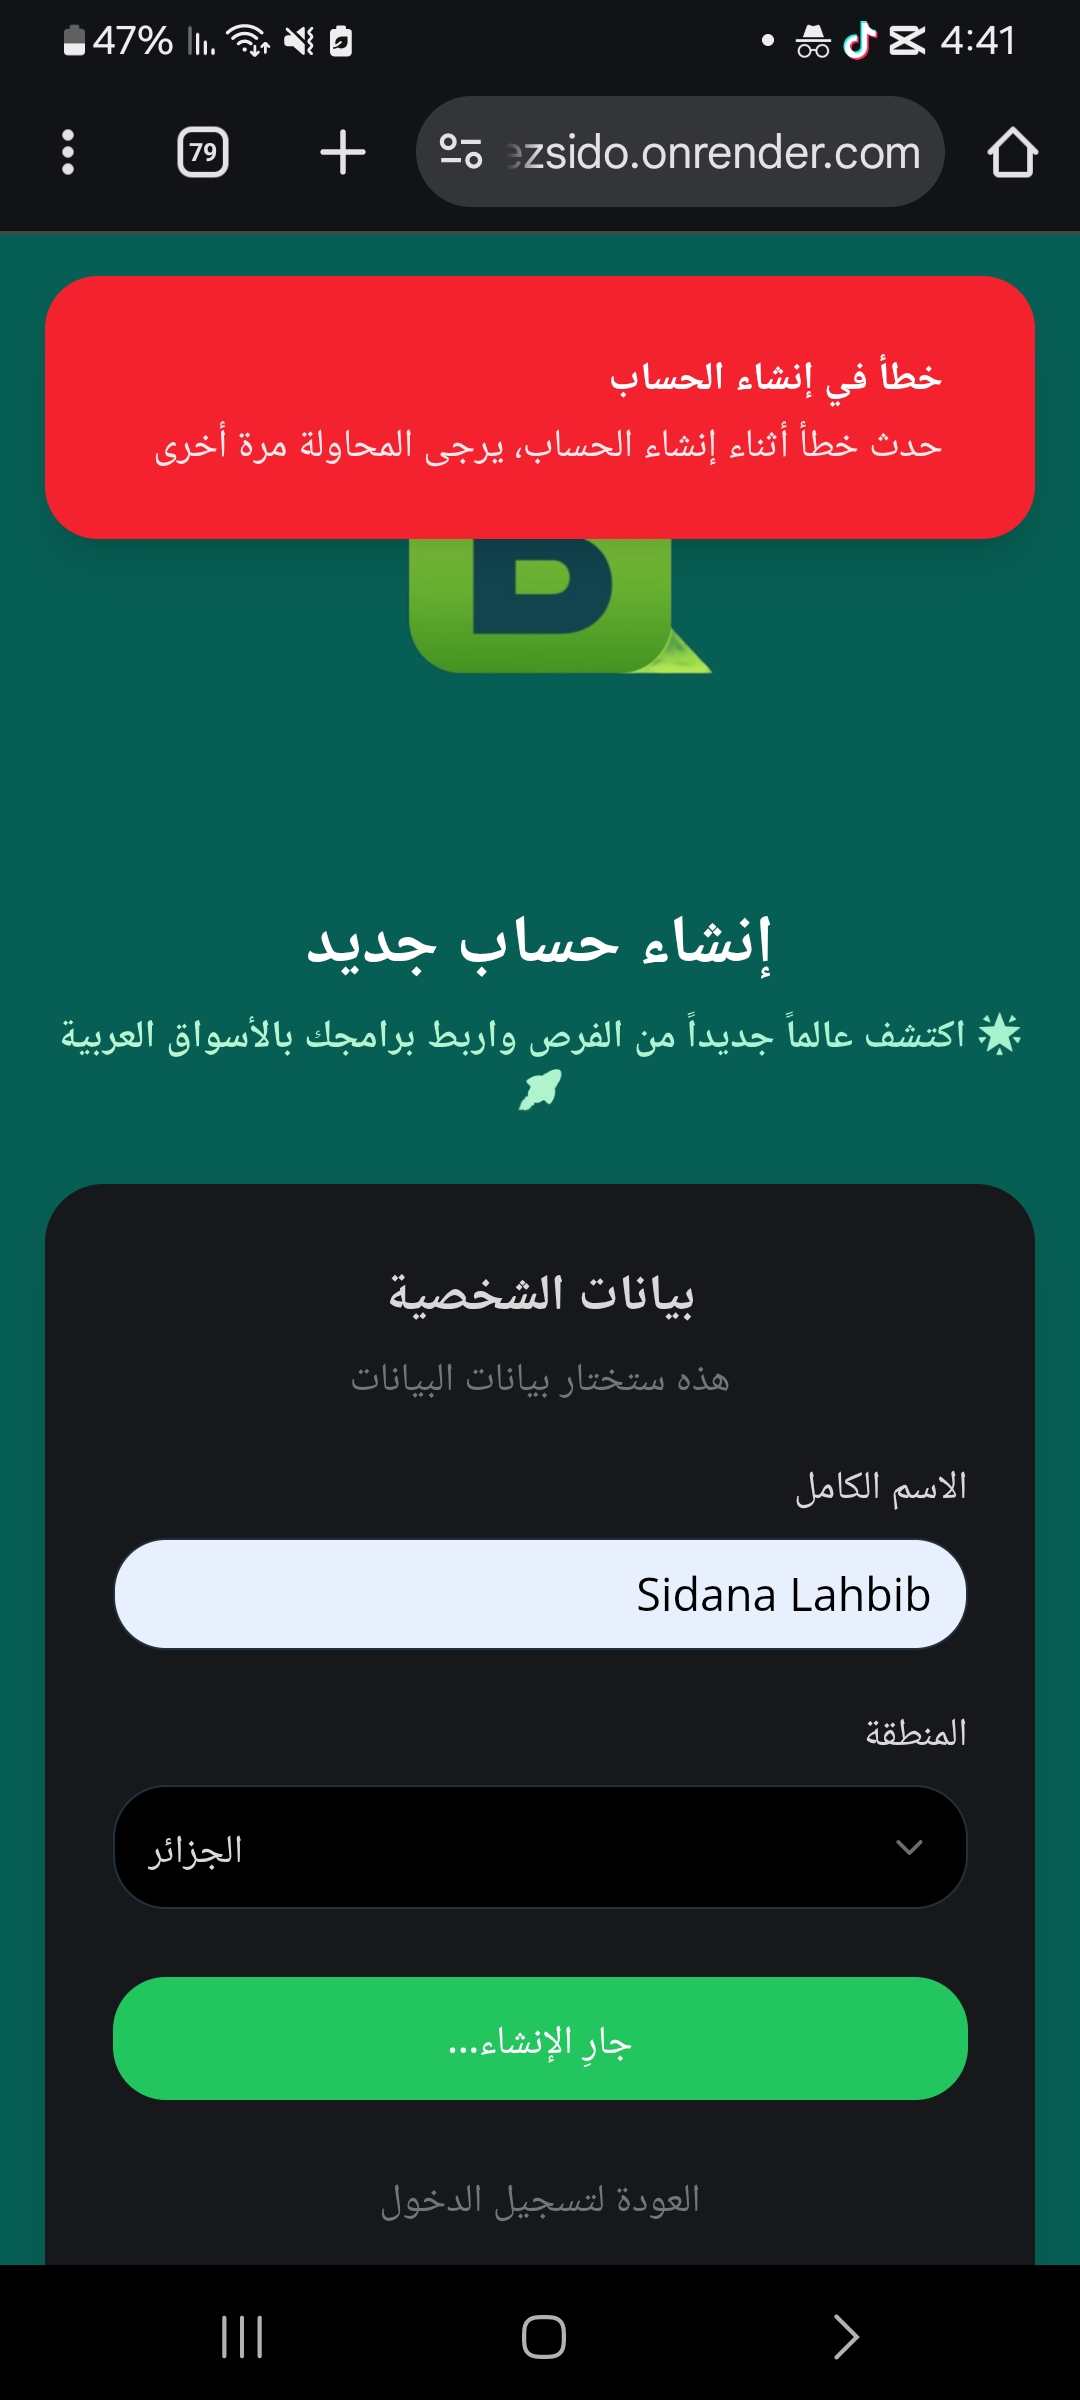 47%
4:41
79
ezsido.onrender.com
خطأ في إنشاء الحساب
حدث خطأ أثناء إنشاء الحساب، يرجى المحاولة مرة أخرى
B
إنشاء حساب جديد
🌟 اكتشف عالماً جديداً من الفرص واربط برامجك بالأسواق العربية
🚀
بيانات الشخصية
هذه ستختار بيانات البيانات
الاسم الكامل
Sidana Lahbib
المنطقة
الجزائر
جارِ الإنشاء...
العودة لتسجيل الدخول